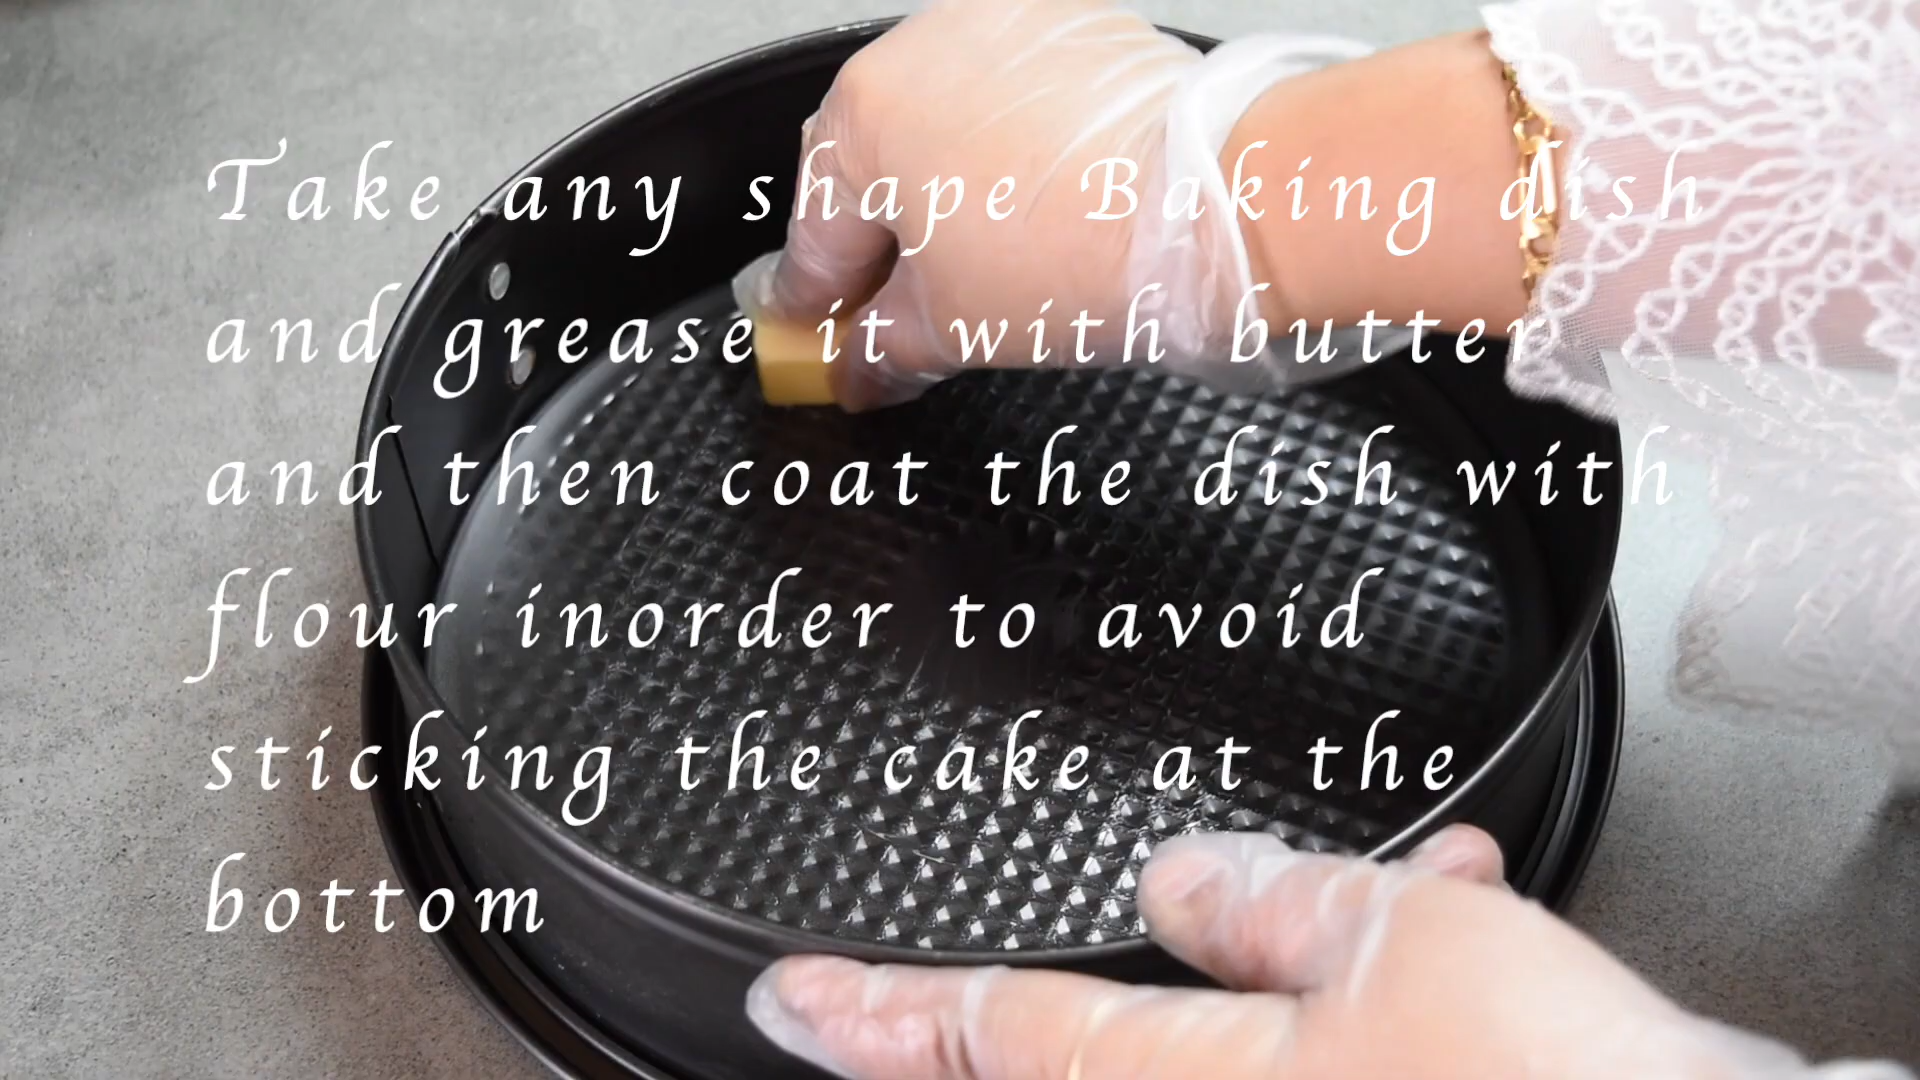 Take any shape Baking dish
and grease it with butter
and then coat the dish with
flour inorder to avoid
sticking the cake at the
bottom